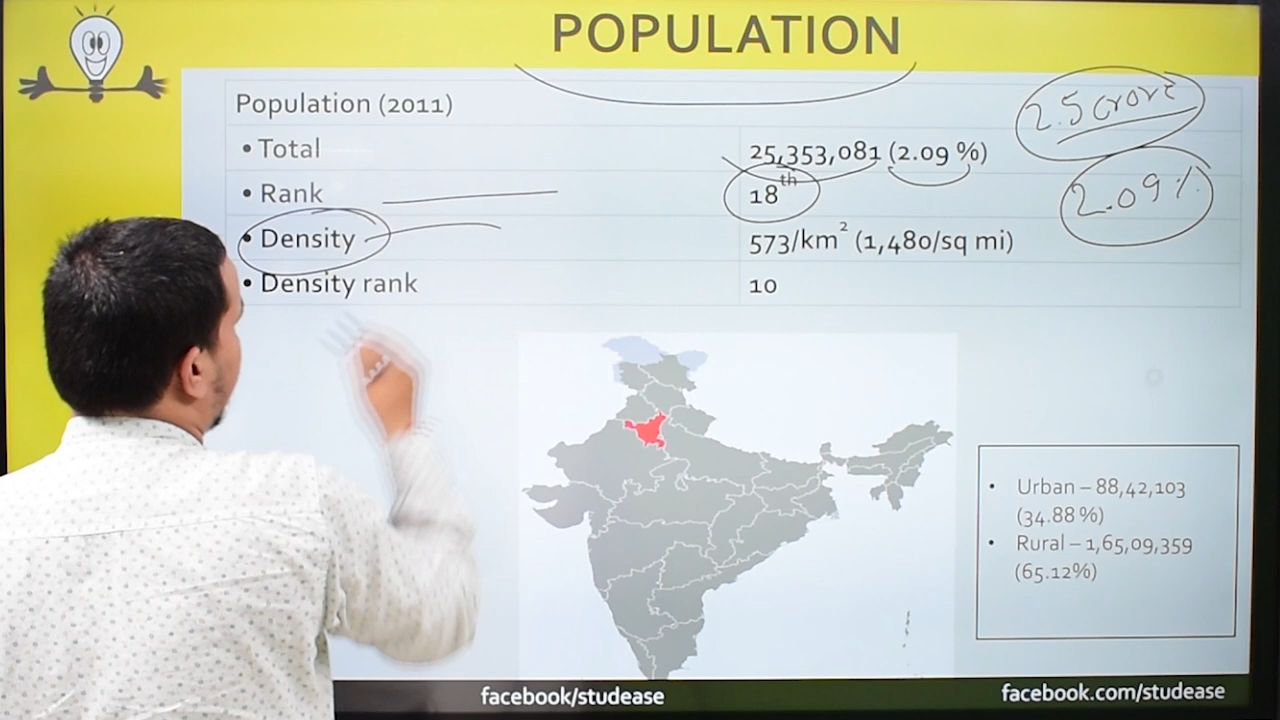 POPULATION
Population (2011)
2.5 crore
• Total
25,353,081 (2.09 %)
• Rank
18th
2.09%
• Density
573/km² (1,480/sq mi)
• Density rank
10
• Urban – 88,42,103
(34.88 %)
• Rural – 1,65,09,359
(65.12%)
facebook/studease
facebook.com/studease